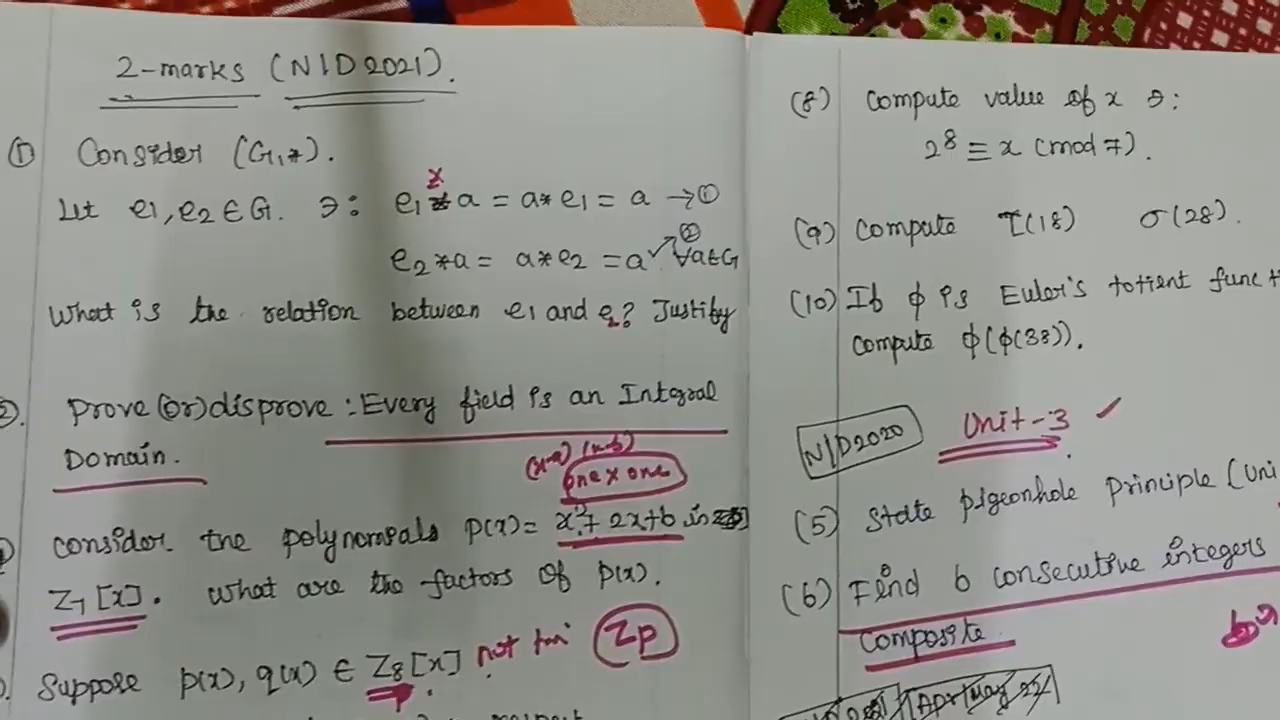 2-marks (N/D 2021).
① Consider (G,*).
Let e1, e2 ∈ G. ∋: e1 * a = a * e1 = a → ①
e2 * a = a * e2 = a ② ∀ a ∈ G
What is the relation between e1 and e2? Justify
②. Prove (or) disprove : Every field is an Integral
Domain.
one x one
Consider the polynomials p(x) = x²+ 2x+6 in
Z7[x]. What are the factors of p(x).
Suppose p(x), q(x) ∈ Z8[x] not Zp
(8) Compute value of x ∋:
2^8 ≡ x (mod 7).
(9) Compute τ(18) σ(28).
(10) If φ is Euler's totient funct
compute φ(φ(38)).
N/D 2020 Unit-3 ✓
(5) State pigeonhole principle (Uni
(6) Find 6 consecutive integers
Composite